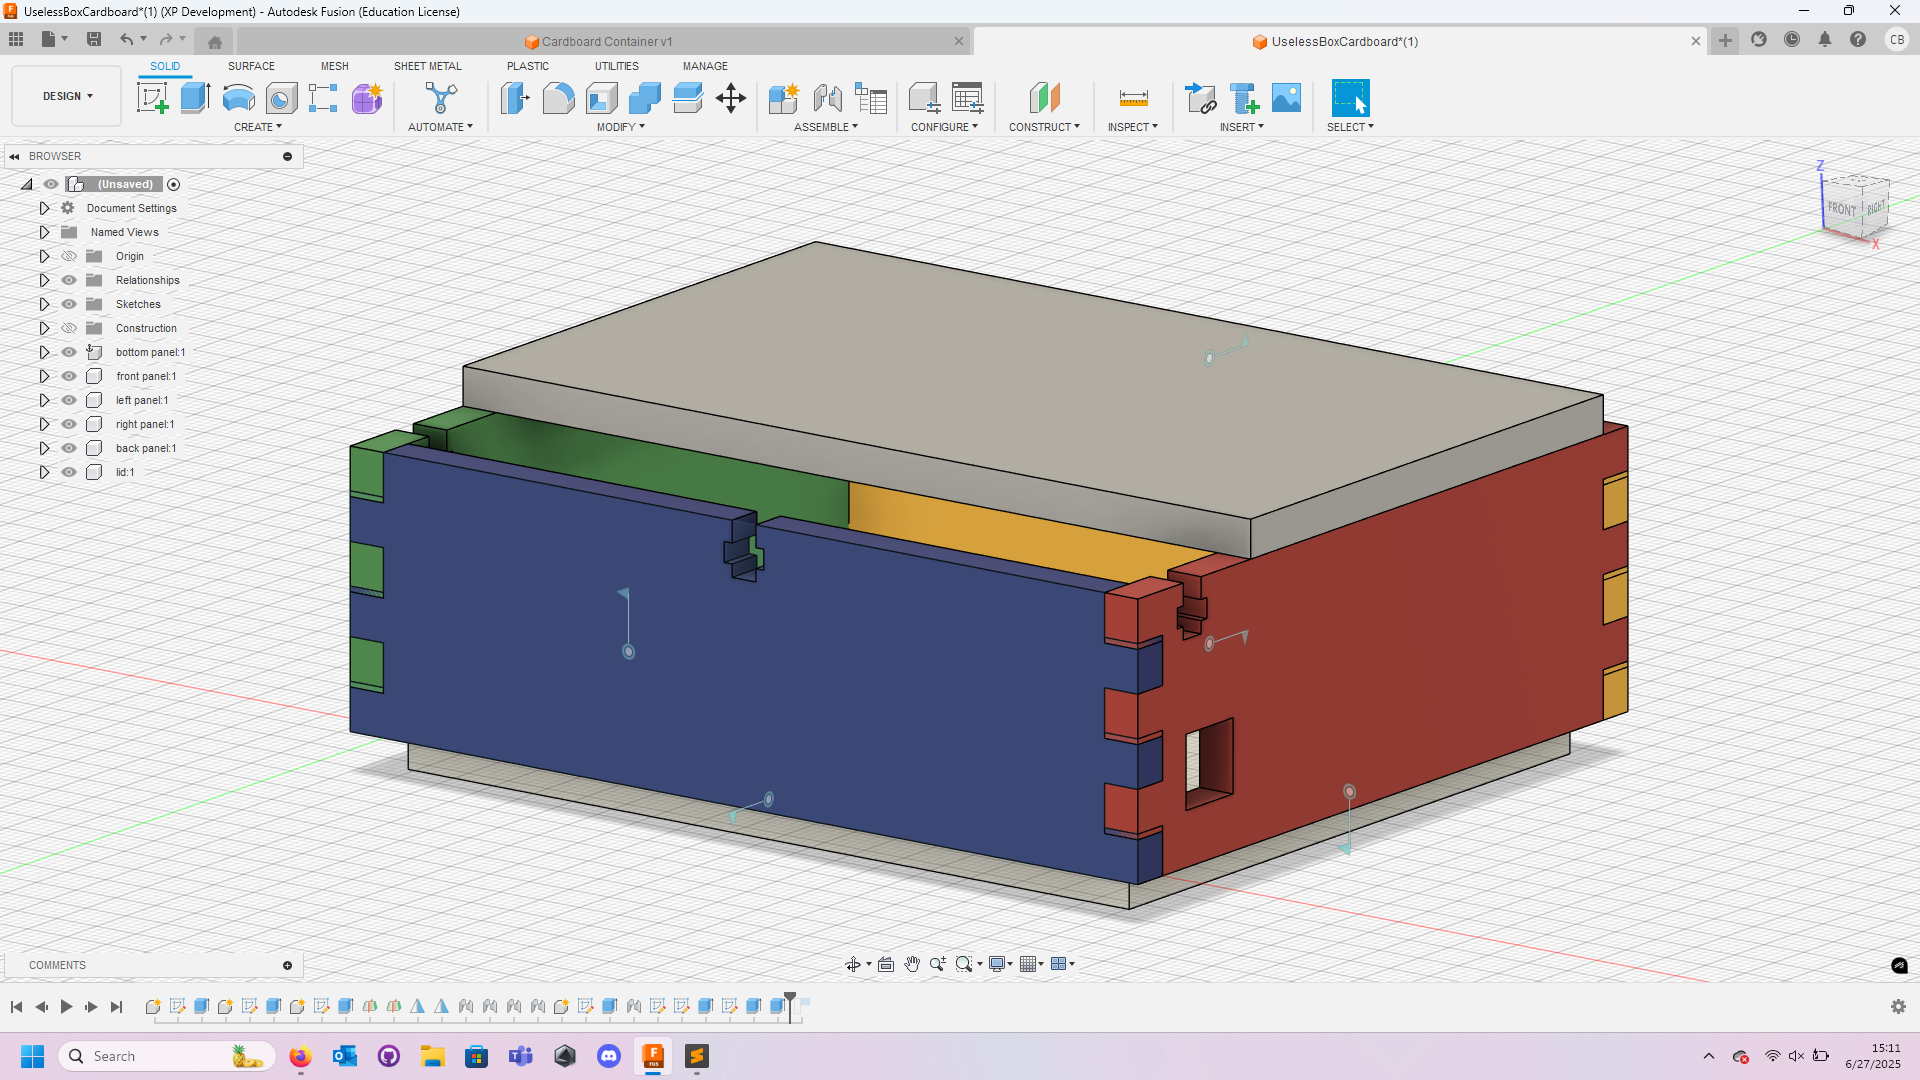 UselessBoxCardboard*(1) (XP Development) - Autodesk Fusion (Education License)
Cardboard Container v1
UselessBoxCardboard*(1)
CB
DESIGN
SOLID
SURFACE
MESH
SHEET METAL
PLASTIC
UTILITIES
MANAGE
CREATE
AUTOMATE
MODIFY
ASSEMBLE
CONFIGURE
CONSTRUCT
INSPECT
INSERT
SELECT
BROWSER
(Unsaved)
Document Settings
Named Views
Origin
Relationships
Sketches
Construction
bottom panel:1
front panel:1
left panel:1
right panel:1
back panel:1
lid:1
Z
FRONT
RIGHT
X
COMMENTS
Search
F
FUS
15:11
6/27/2025